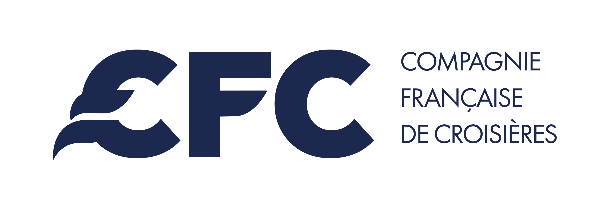 CFC
COMPAGNIE
FRANÇAISE
DE CROISIÈRES